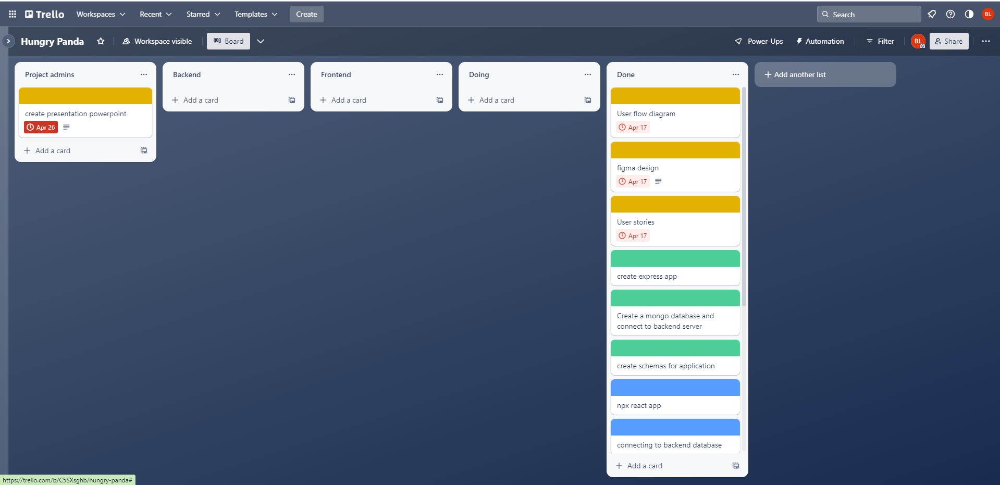 Trello Workspaces Recent Starred Templates Create Search BL
Hungry Panda Workspace visible Board Power-Ups Automation Filter BL Share
Project admins
create presentation powerpoint
Apr 26
Add a card
Backend
Add a card
Frontend
Add a card
Doing
Add a card
Done
User flow diagram
Apr 17
figma design
Apr 17
User stories
Apr 17
create express app
Create a mongo database and
connect to backend server
create schemas for application
npx react app
connecting to backend database
Add a card
Add another list
https://trello.com/b/C5SXsghb/hungry-panda#